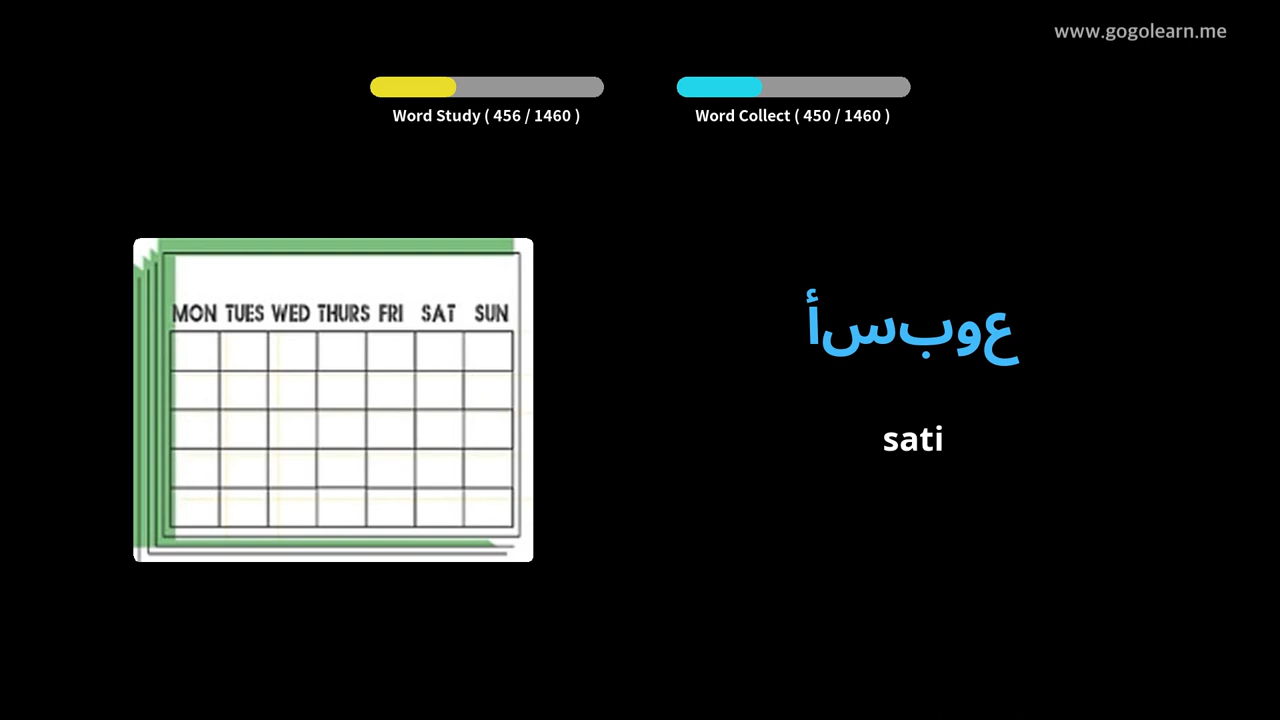 www.gogolearn.me
Word Study ( 456 / 1460 )
Word Collect ( 450 / 1460 )
MON TUES WED THURS FRI SAT SUN
أسبوع
sati